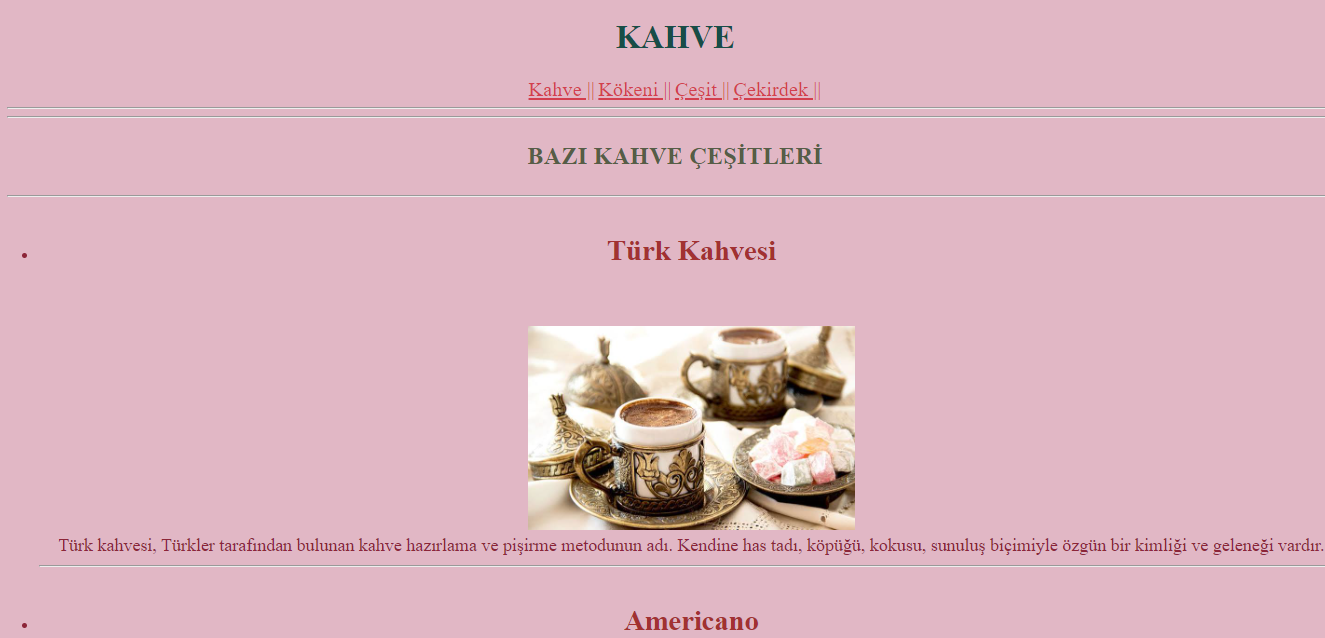 KAHVE
Kahve || Kökeni || Çeşit || Çekirdek ||
BAZI KAHVE ÇEŞİTLERİ
Türk Kahvesi
Türk kahvesi, Türkler tarafından bulunan kahve hazırlama ve pişirme metodunun adı. Kendine has tadı, köpüğü, kokusu, sunuluş biçimiyle özgün bir kimliği ve geleneği vardır.
Americano